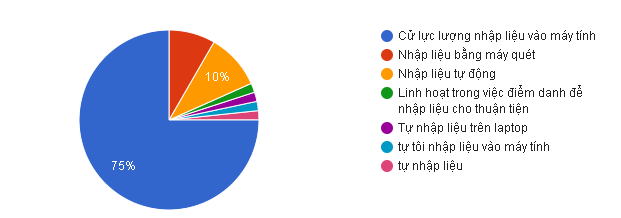 10%
75%
Cử lực lượng nhập liệu vào máy tính
Nhập liệu bằng máy quét
Nhập liệu tự động
Linh hoạt trong việc điểm danh để
nhập liệu cho thuận tiện
Tự nhập liệu trên laptop
tự tôi nhập liệu vào máy tính
tự nhập liệu